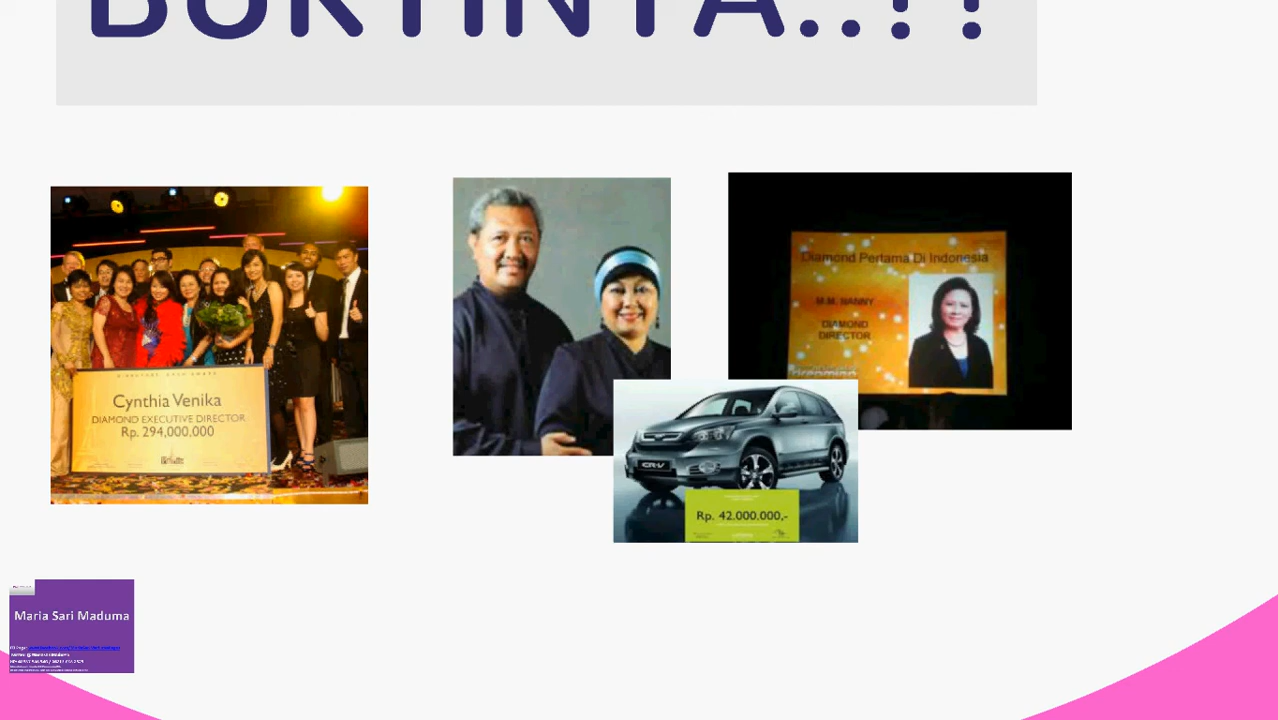 BUKTINYA..!!
Cynthia Venika
DIAMOND EXECUTIVE DIRECTOR
Rp. 294,000,000
Diamond Pertama Di Indonesia
M.M. NANNY
DIAMOND
DIRECTOR
CR-V
Rp. 42.000.000,-
Maria Sari Maduma